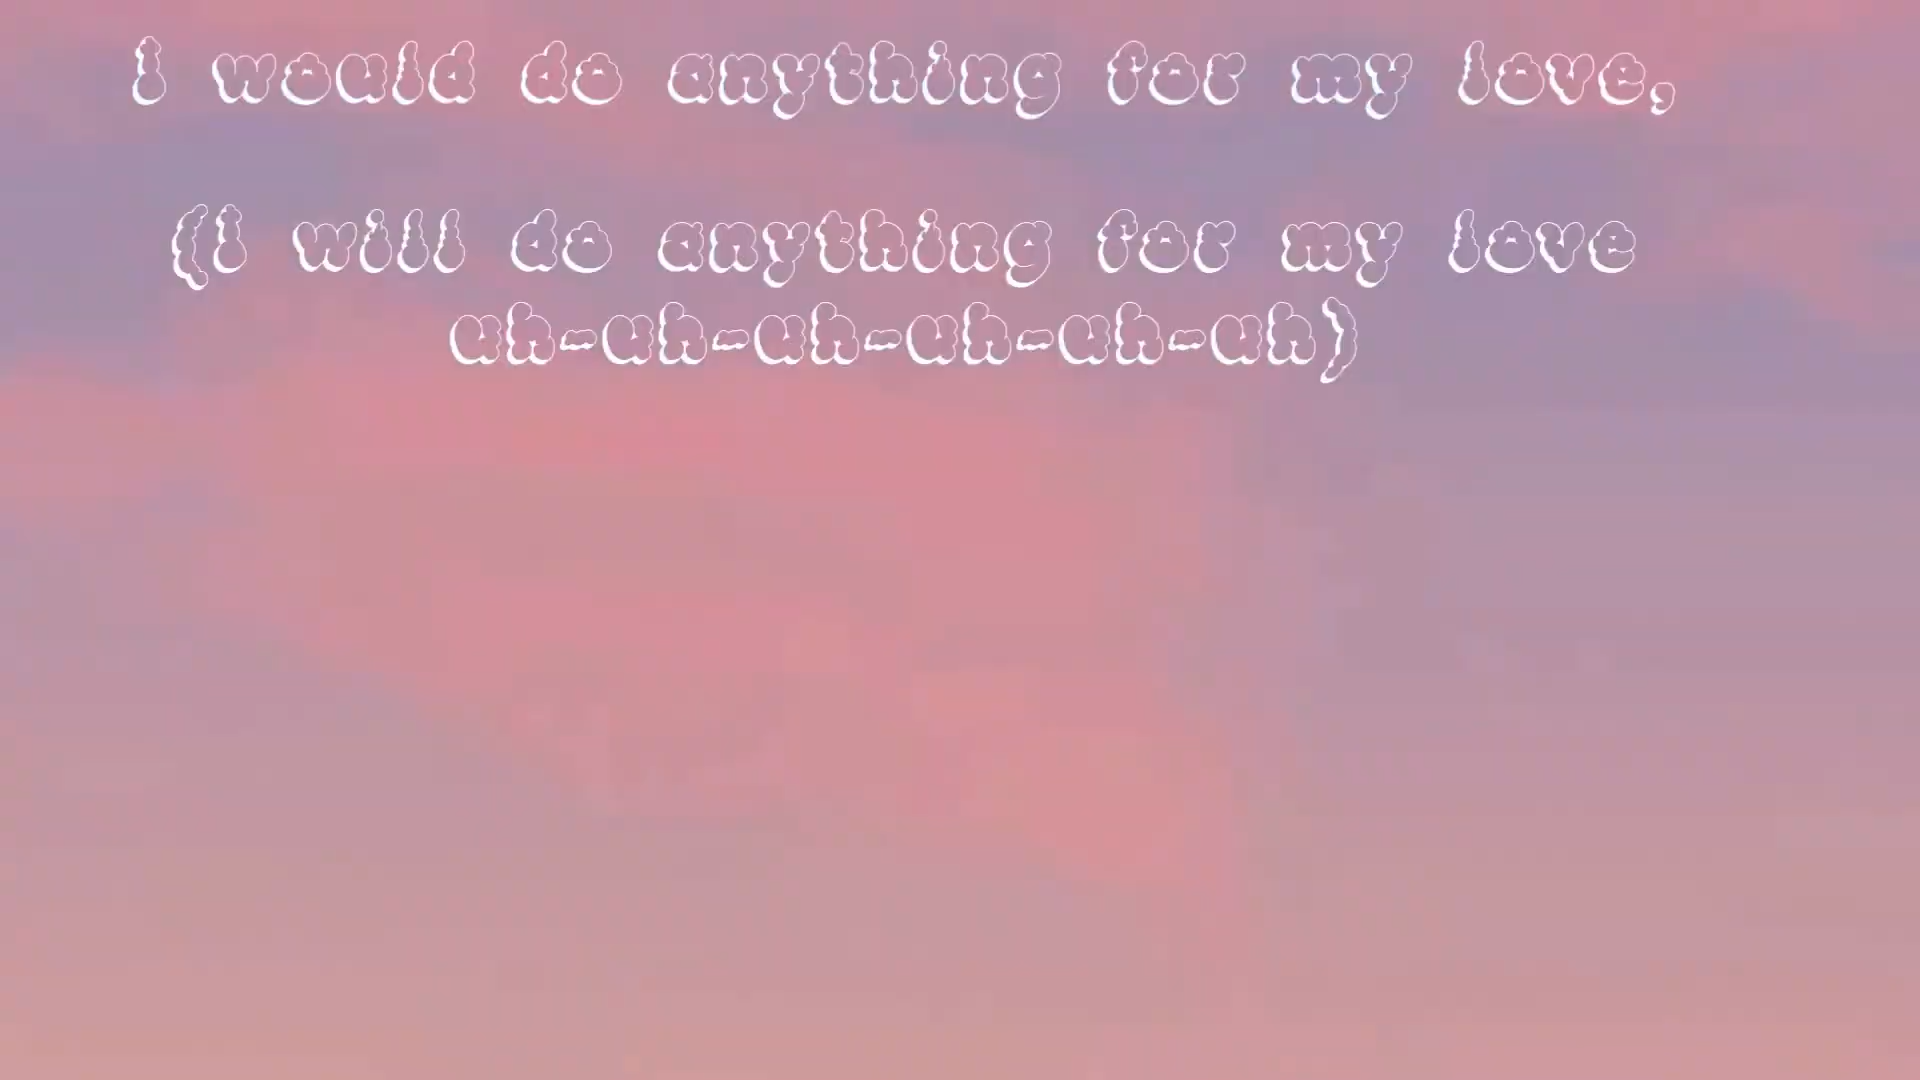 I would do anything for my love,
(I will do anything for my love
uh-uh-uh-uh-uh-uh)